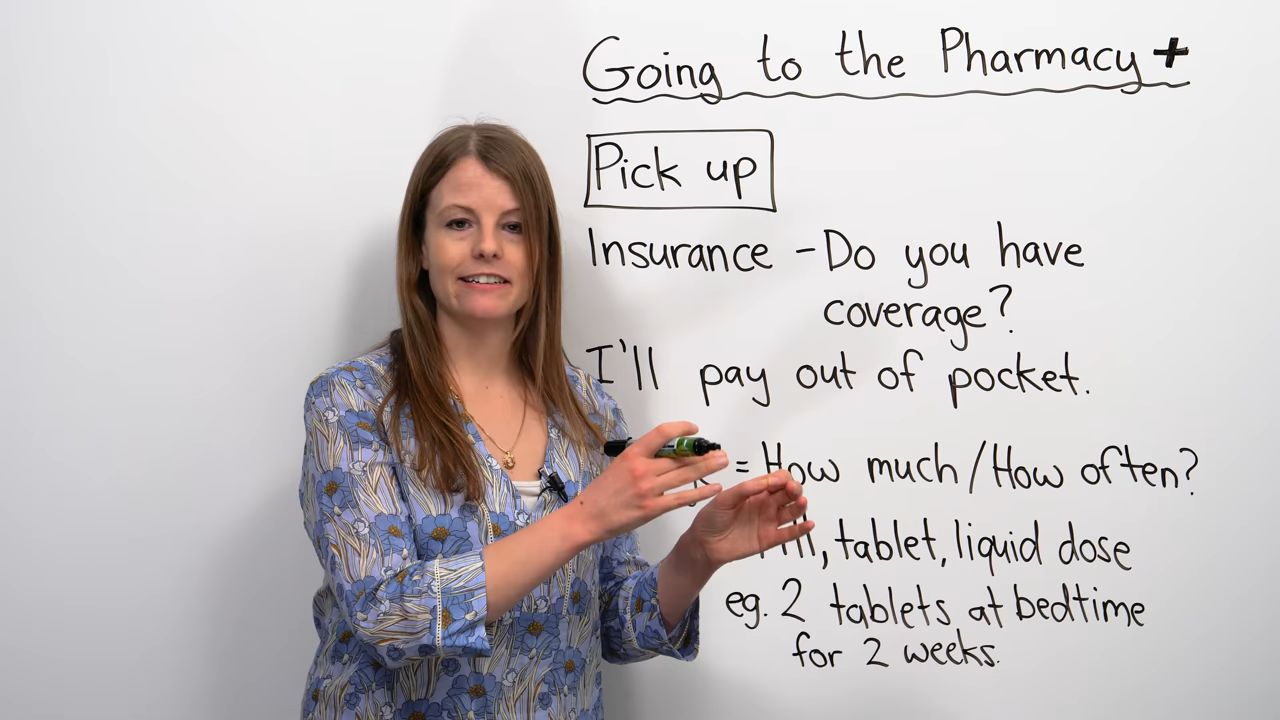 Going to the Pharmacy +
Pick up
Insurance - Do you have
coverage?
I'll pay out of pocket.
= How much / How often?
, tablet, liquid dose
eg. 2 tablets at bedtime
for 2 weeks.